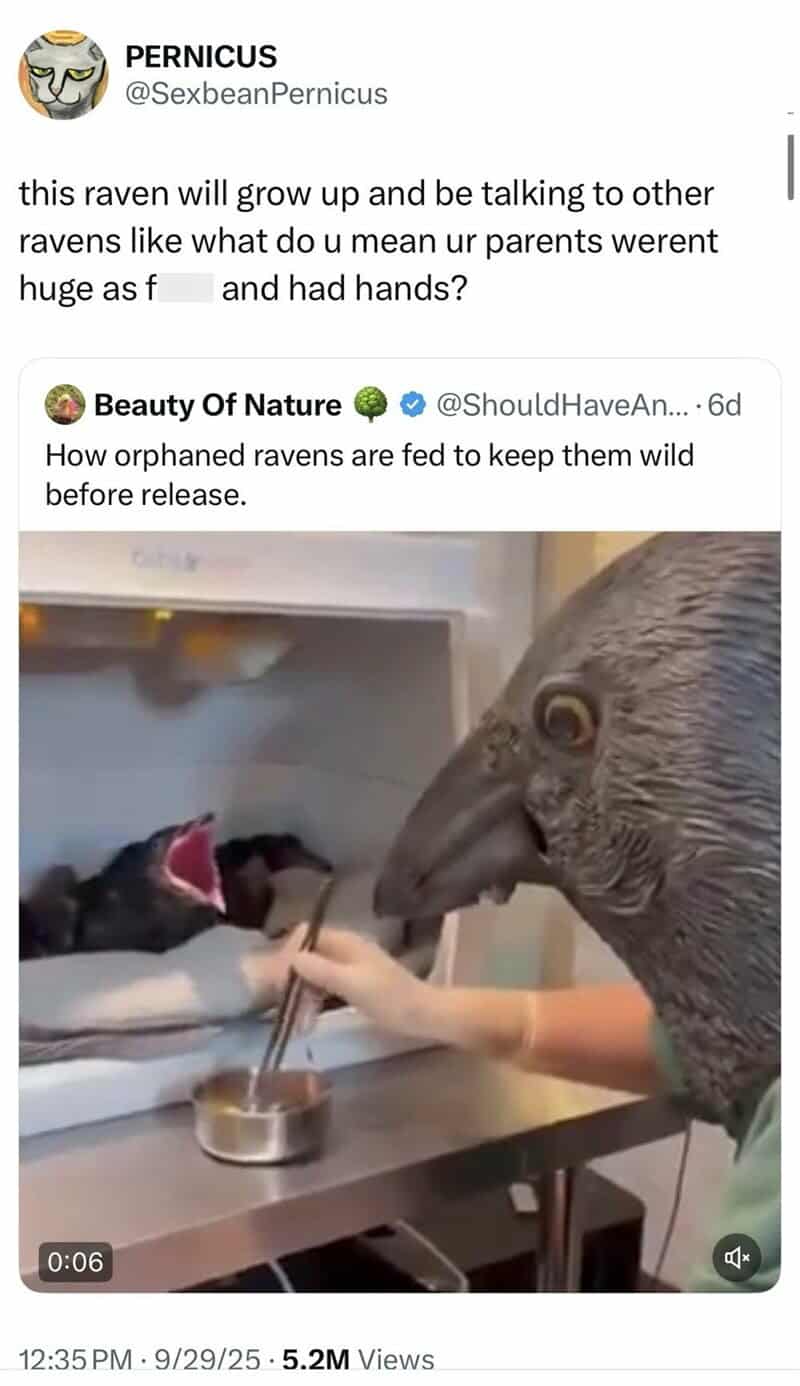 PERNICUS
@SexbeanPernicus
this raven will grow up and be talking to other
ravens like what do u mean ur parents werent
huge as f and had hands?
Beauty Of Nature @ShouldHaveAn... · 6d
How orphaned ravens are fed to keep them wild
before release.
0:06
12:35 PM · 9/29/25 · 5.2M Views